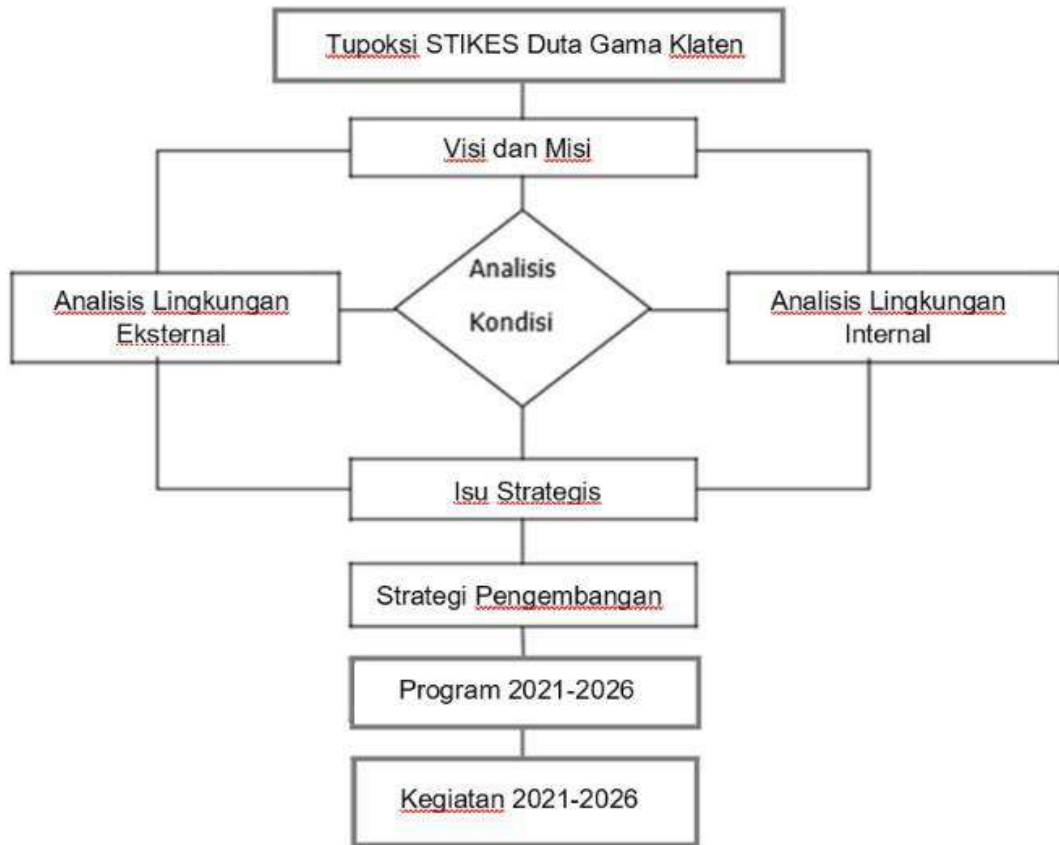 Tupoksi STIKES Duta Gama Klaten
Visi dan Misi
Analisis
Kondisi
Analisis Lingkungan
Eksternal
Analisis Lingkungan
Internal
Isu Strategis
Strategi Pengembangan
Program 2021-2026
Kegiatan 2021-2026